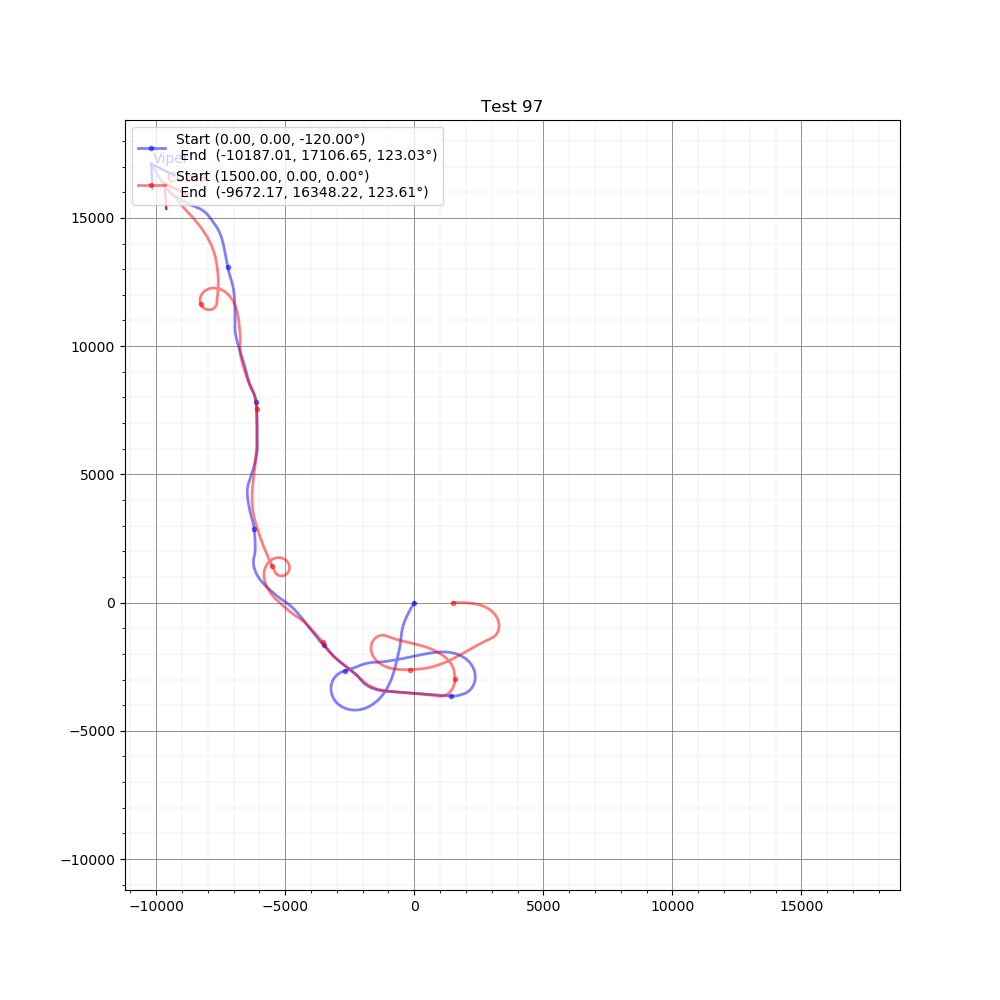 Test 97
Start (0.00, 0.00, -120.00°)
End (-10187.01, 17106.65, 123.03°)
Start (1500.00, 0.00, 0.00°)
End (-9672.17, 16348.22, 123.61°)
Viper
15000
10000
5000
0
−5000
−10000
−10000
−5000
0
5000
10000
15000